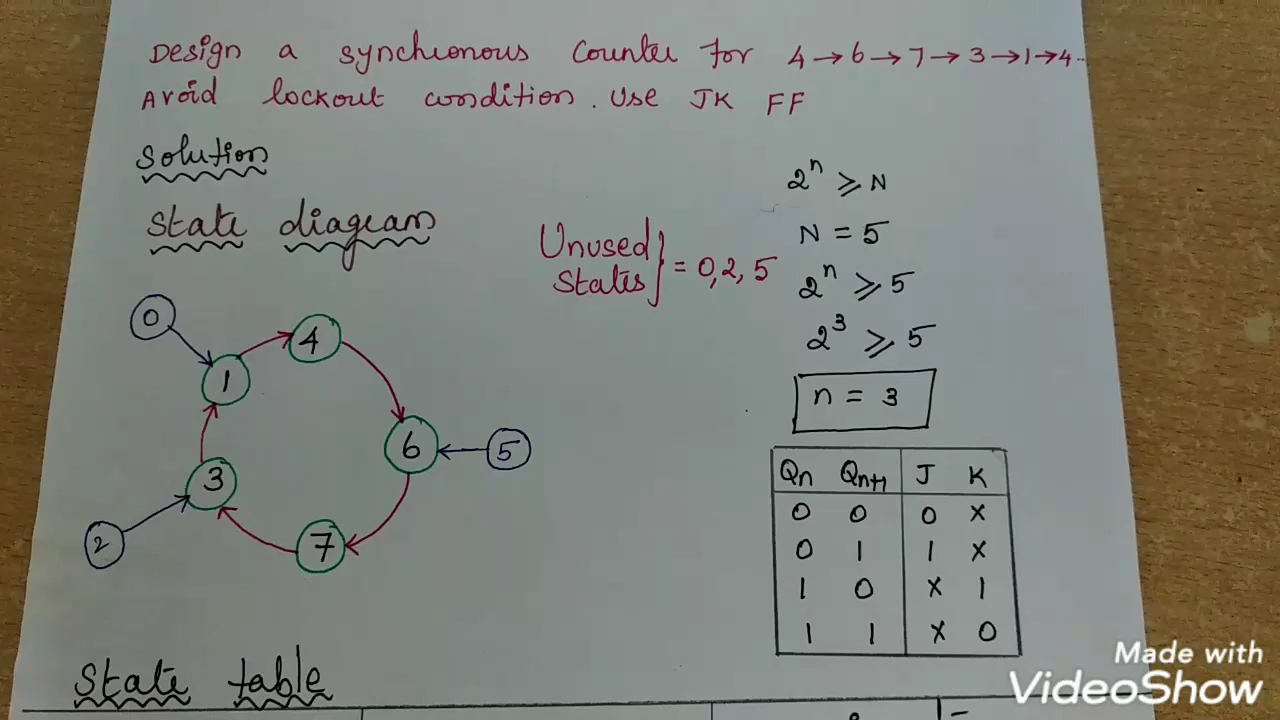 Design a synchronous counter for 4→6→7→3→1→4..
Avoid lockout condition. Use JK FF
Solution
State diagram
2ⁿ ⩾ N
N = 5
Unused States } = 0,2,5
2ⁿ ⩾ 5
2³ ⩾ 5
n = 3
0
4
1
6
5
3
2
7
Qn Qn+1 J K
0 0 0 x
0 1 1 x
1 0 x 1
1 1 x 0
State table
Made with
VideoShow